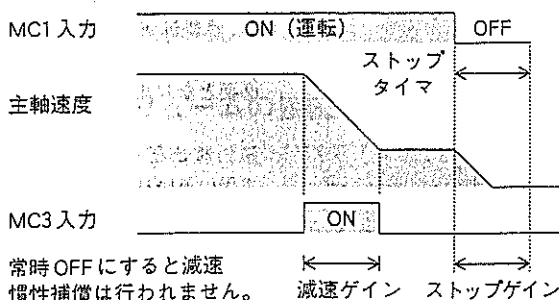 MC1入力
ON(運転)
OFF
ストップ
タイマ
主軸速度
MC3入力
ON
常時OFFにすると減速
慣性補償は行われません。
減速ゲイン
ストップゲイン